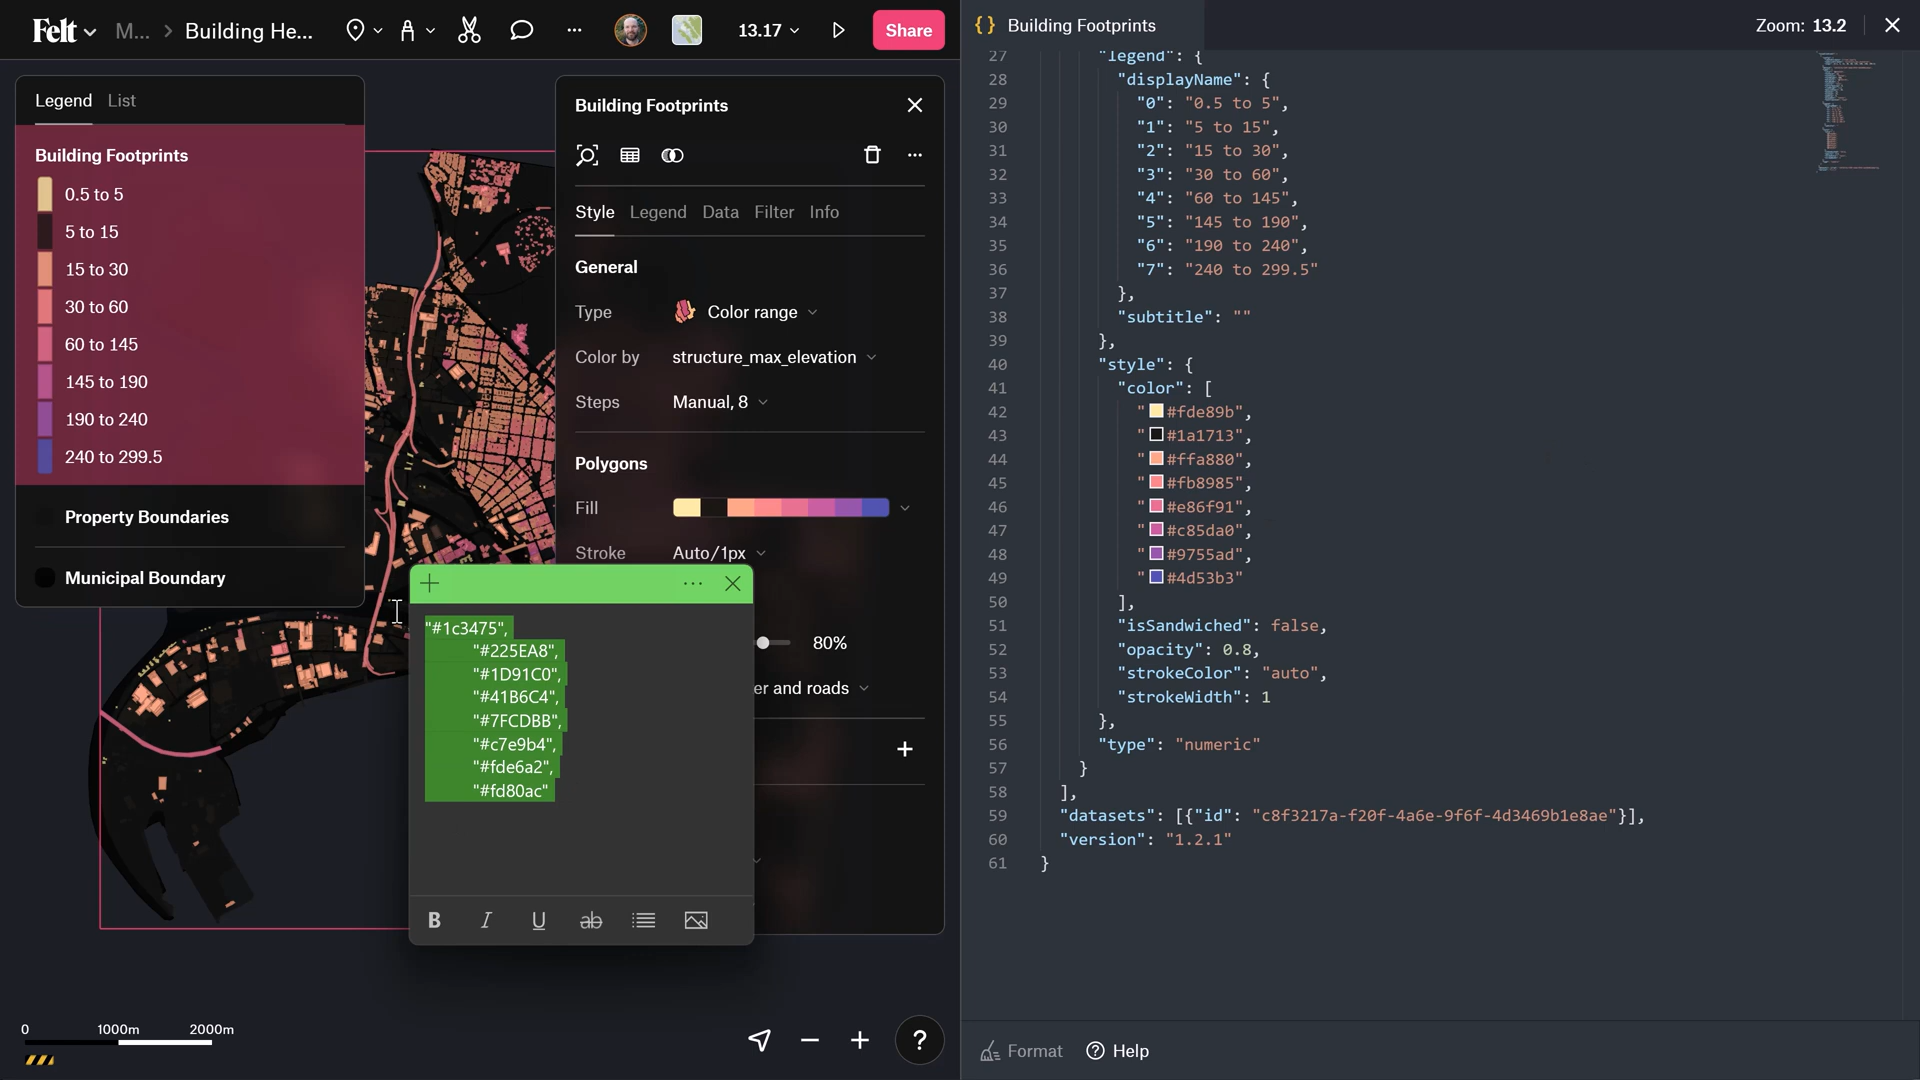 Felt
M...
Building He...
13.17
Share
Legend
List
Building Footprints
0.5 to 5
5 to 15
15 to 30
30 to 60
60 to 145
145 to 190
190 to 240
240 to 299.5
Property Boundaries
Municipal Boundary
0
1000m
2000m
Building Footprints
Style
Legend
Data
Filter
Info
General
Type
Color range
Color by
structure_max_elevation
Steps
Manual, 8
Polygons
Fill
Stroke
Auto/1px
80%
er and roads
"#1c3475",
"#225EA8",
"#1D91C0",
"#41B6C4",
"#7FCDBB",
"#c7e9b4",
"#fde6a2",
"#fd80ac"
B
I
U
ab
?
{} Building Footprints
Zoom: 13.2
27 "legend": {
28 "displayName": {
29 "0": "0.5 to 5",
30 "1": "5 to 15",
31 "2": "15 to 30",
32 "3": "30 to 60",
33 "4": "60 to 145",
34 "5": "145 to 190",
35 "6": "190 to 240",
36 "7": "240 to 299.5"
37 },
38 "subtitle": ""
39 },
40 "style": {
41 "color": [
42 "#fde89b",
43 "#1a1713",
44 "#ffa880",
45 "#fb8985",
46 "#e86f91",
47 "#c85da0",
48 "#9755ad",
49 "#4d53b3"
50 ],
51 "isSandwiched": false,
52 "opacity": 0.8,
53 "strokeColor": "auto",
54 "strokeWidth": 1
55 },
56 "type": "numeric"
57 }
58 ],
59 "datasets": [{"id": "c8f3217a-f20f-4a6e-9f6f-4d3469b1e8ae"}],
60 "version": "1.2.1"
61 }
Format
? Help